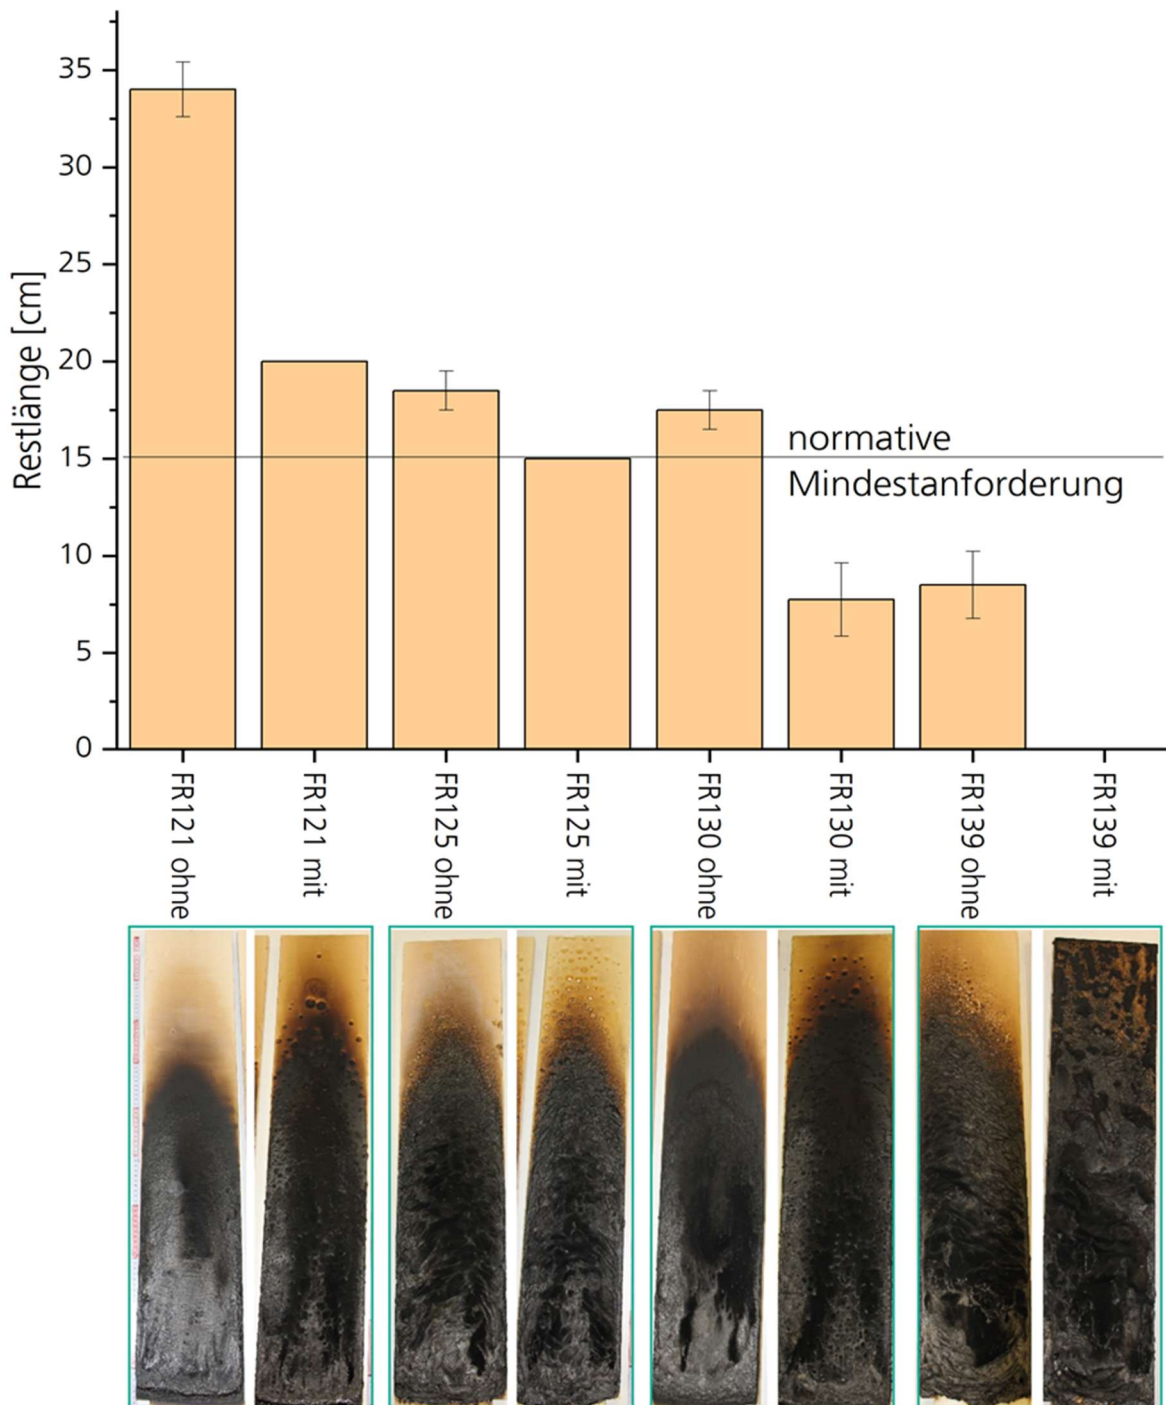 Restlänge [cm]
35
30
25
20
15
10
5
0
normative
Mindestanforderung
FR121 ohne
FR121 mit
FR125 ohne
FR125 mit
FR130 ohne
FR130 mit
FR139 ohne
FR139 mit